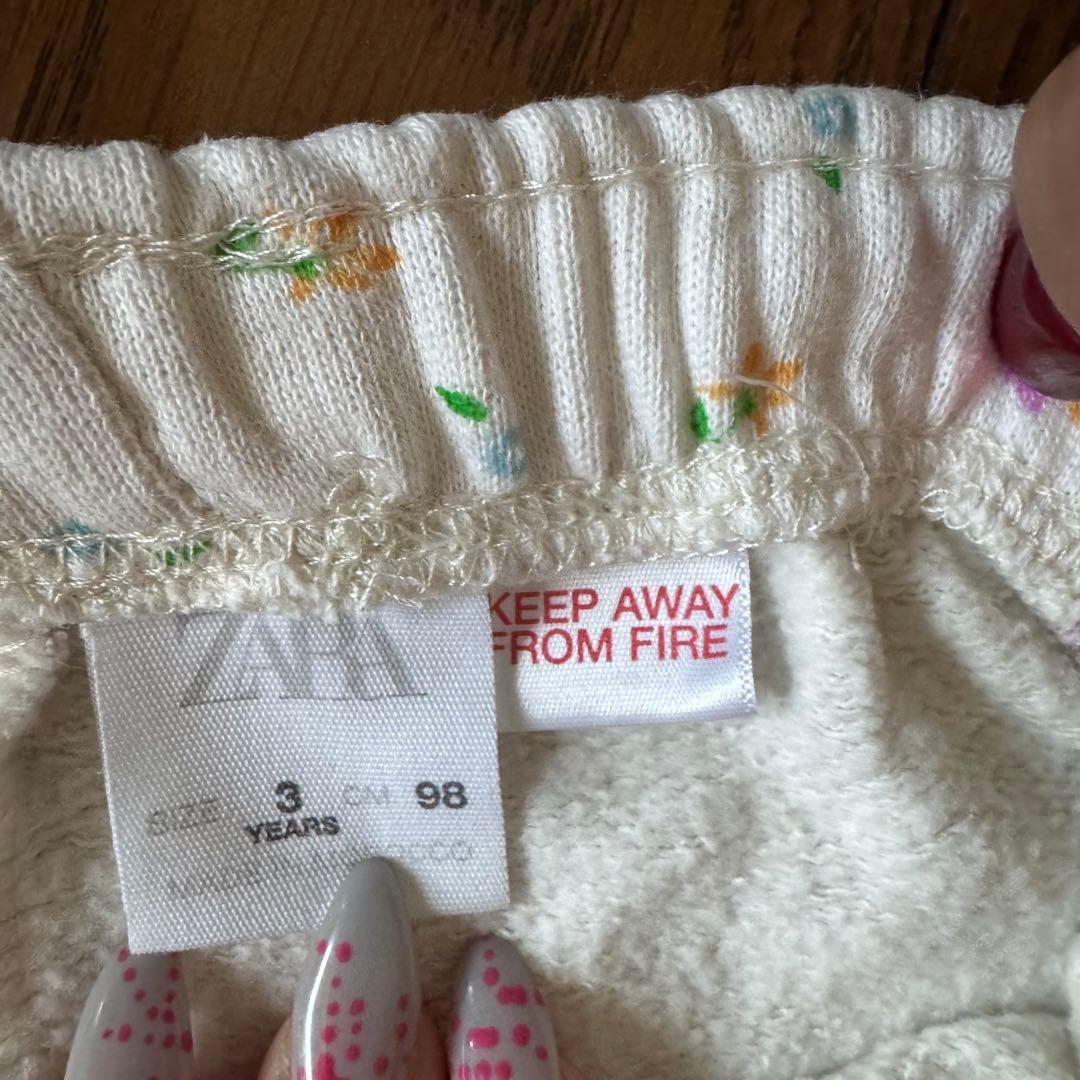 ZARA
KEEP AWAY
FROM FIRE
SIZE 3 CM 98
YEARS